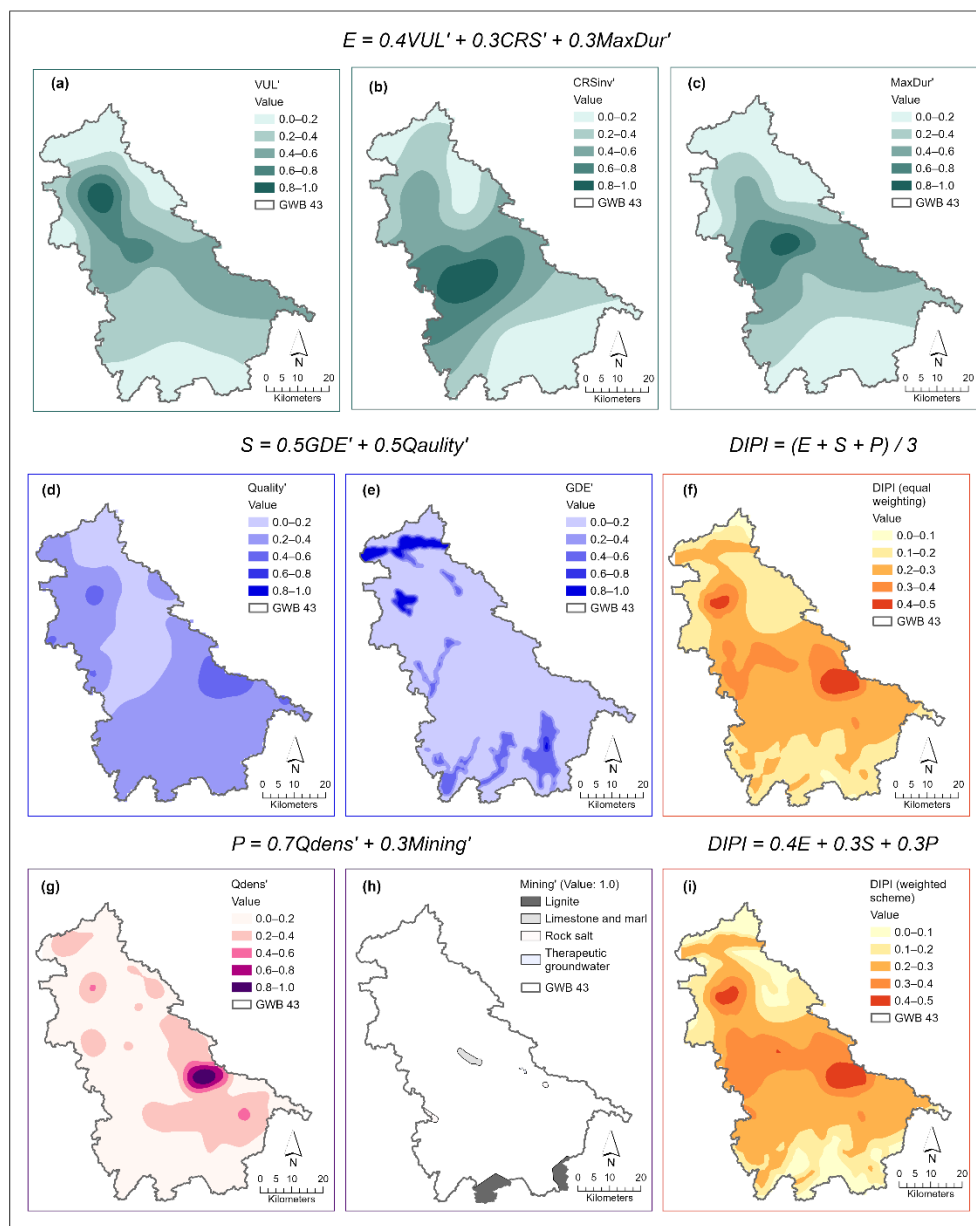 E = 0.4VUL' + 0.3CRS' + 0.3MaxDur'
(a)
VUL'
Value
0.0–0.2
0.2–0.4
0.4–0.6
0.6–0.8
0.8–1.0
GWB 43
N
0 10 20
Kilometers
(b)
CRSinv'
Value
0.0–0.2
0.2–0.4
0.4–0.6
0.6–0.8
0.8–1.0
GWB 43
N
0 10 20
Kilometers
(c)
MaxDur'
Value
0.0–0.2
0.2–0.4
0.4–0.6
0.6–0.8
0.8–1.0
GWB 43
N
0 10 20
Kilometers
S = 0.5GDE' + 0.5Qaulity'
DIPI = (E + S + P) / 3
(d)
Quality'
Value
0.0–0.2
0.2–0.4
0.4–0.6
0.6–0.8
0.8–1.0
GWB 43
N
0 10 20
Kilometers
(e)
GDE'
Value
0.0–0.2
0.2–0.4
0.4–0.6
0.6–0.8
0.8–1.0
GWB 43
N
0 10 20
Kilometers
(f)
DIPI (equal
weighting)
Value
0.0–0.1
0.1–0.2
0.2–0.3
0.3–0.4
0.4–0.5
GWB 43
N
0 10 20
Kilometers
P = 0.7Qdens' + 0.3Mining'
DIPI = 0.4E + 0.3S + 0.3P
(g)
Qdens'
Value
0.0–0.2
0.2–0.4
0.4–0.6
0.6–0.8
0.8–1.0
GWB 43
N
0 10 20
Kilometers
(h)
Mining' (Value: 1.0)
Lignite
Limestone and marl
Rock salt
Therapeutic
groundwater
GWB 43
N
0 10 20
Kilometers
(i)
DIPI (weighted
scheme)
Value
0.0–0.1
0.1–0.2
0.2–0.3
0.3–0.4
0.4–0.5
GWB 43
N
0 10 20
Kilometers